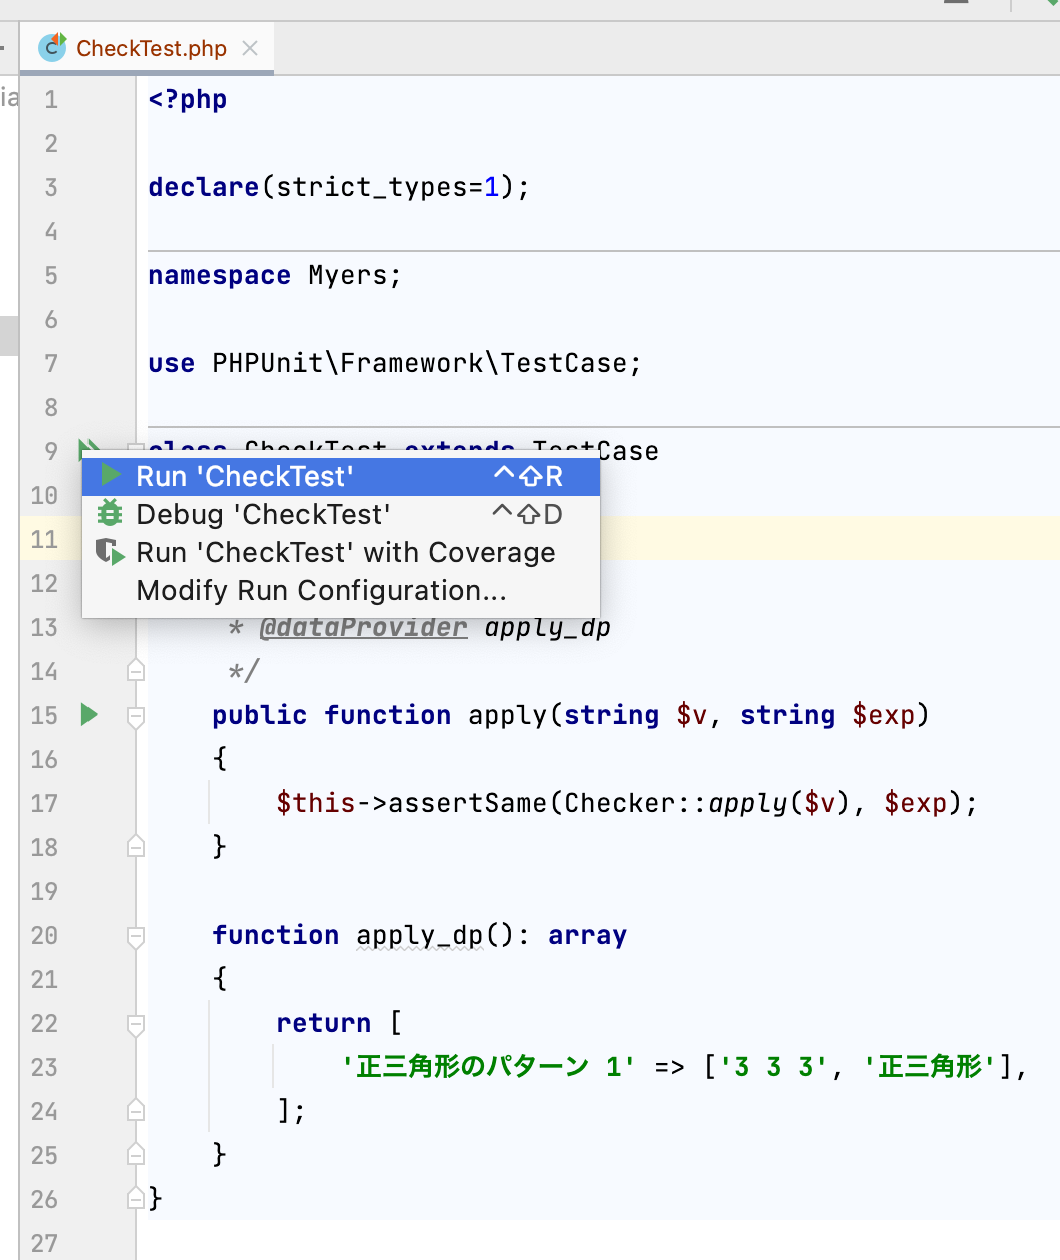 CheckTest.php
ia
1 <?php
2
3 declare(strict_types=1);
4
5 namespace Myers;
6
7 use PHPUnit\Framework\TestCase;
8
9 class CheckTest extends TestCase
Run 'CheckTest' ^⇧R
10
Debug 'CheckTest' ^⇧D
11
Run 'CheckTest' with Coverage
12
Modify Run Configuration...
13 * @dataProvider apply_dp
14 */
15 public function apply(string $v, string $exp)
16 {
17 $this->assertSame(Checker::apply($v), $exp);
18 }
19
20 function apply_dp(): array
21 {
22 return [
23 '正三角形のパターン 1' => ['3 3 3', '正三角形'],
24 ];
25 }
26 }
27